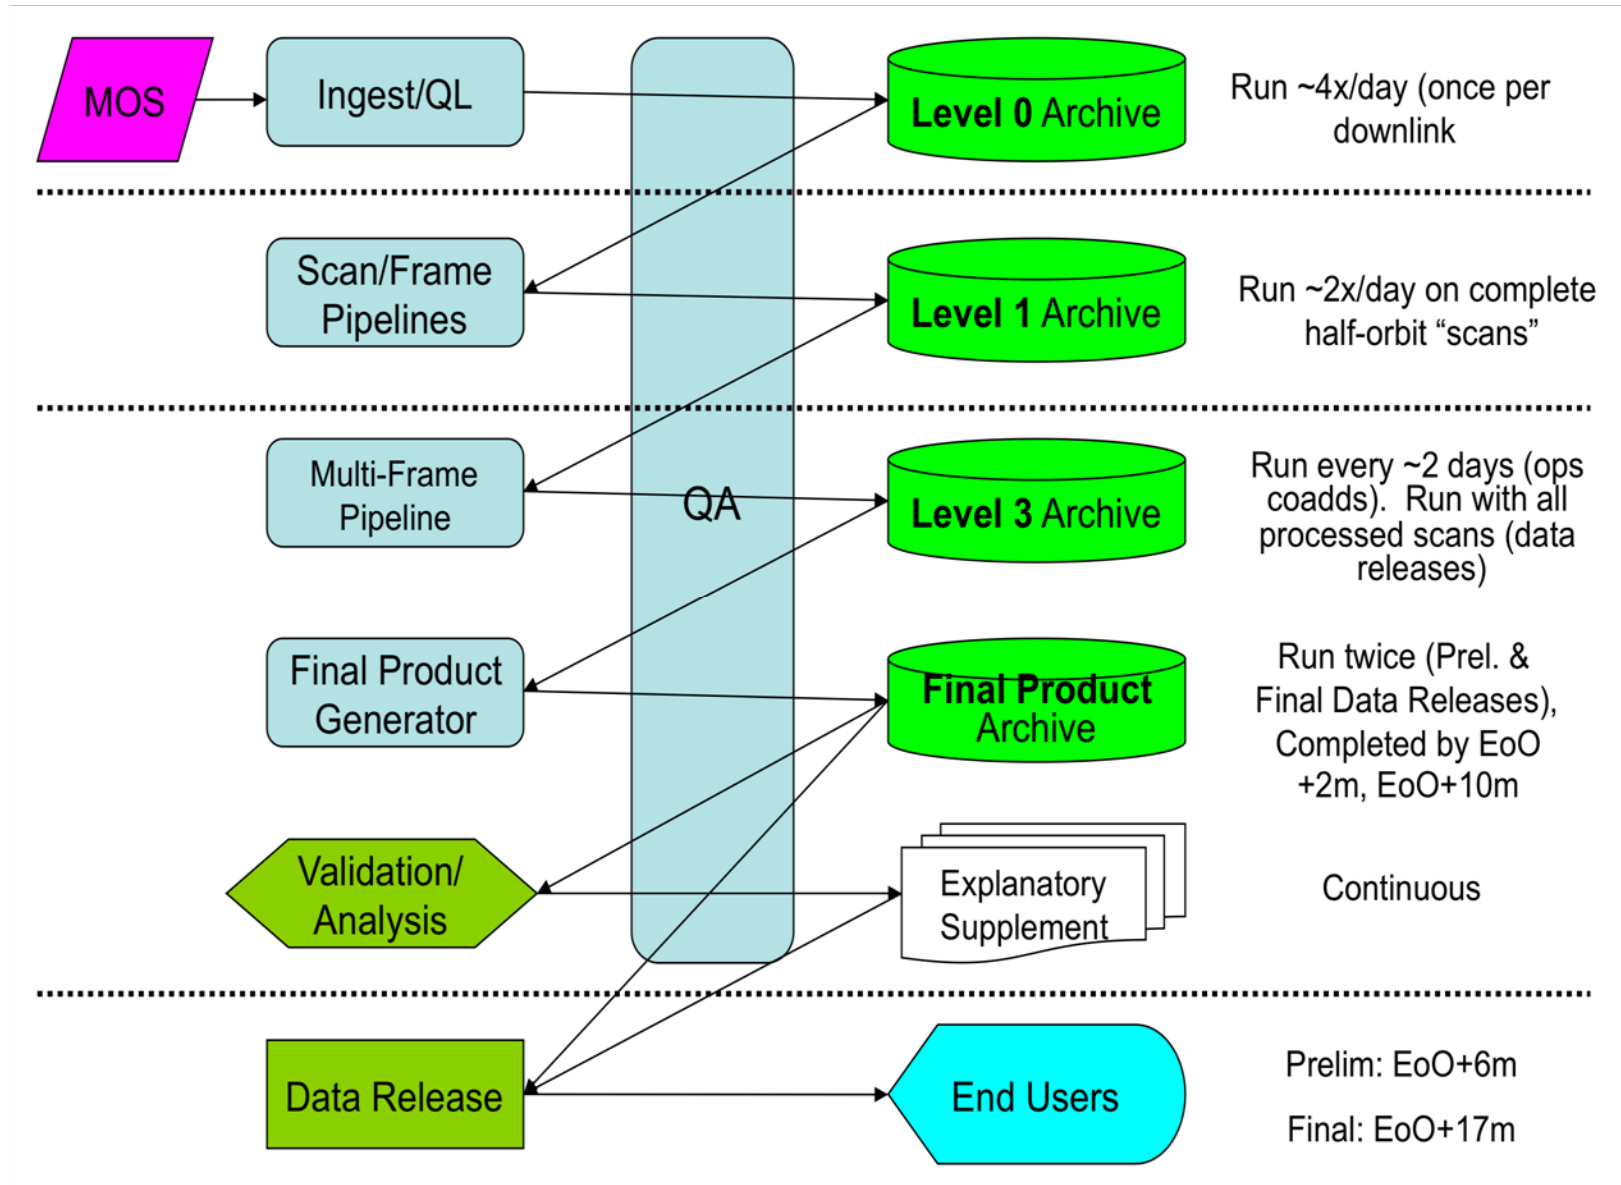 MOS
Ingest/QL
Level 0 Archive
Run ~4x/day (once per
downlink
Scan/Frame
Pipelines
Level 1 Archive
Run ~2x/day on complete
half-orbit “scans”
Multi-Frame
Pipeline
QA
Level 3 Archive
Run every ~2 days (ops
coadds).  Run with all
processed scans (data
releases)
Final Product
Generator
Final Product
Archive
Run twice (Prel. &
Final Data Releases),
Completed by EoO
+2m, EoO+10m
Validation/
Analysis
Explanatory
Supplement
Continuous
Data Release
End Users
Prelim: EoO+6m
Final: EoO+17m